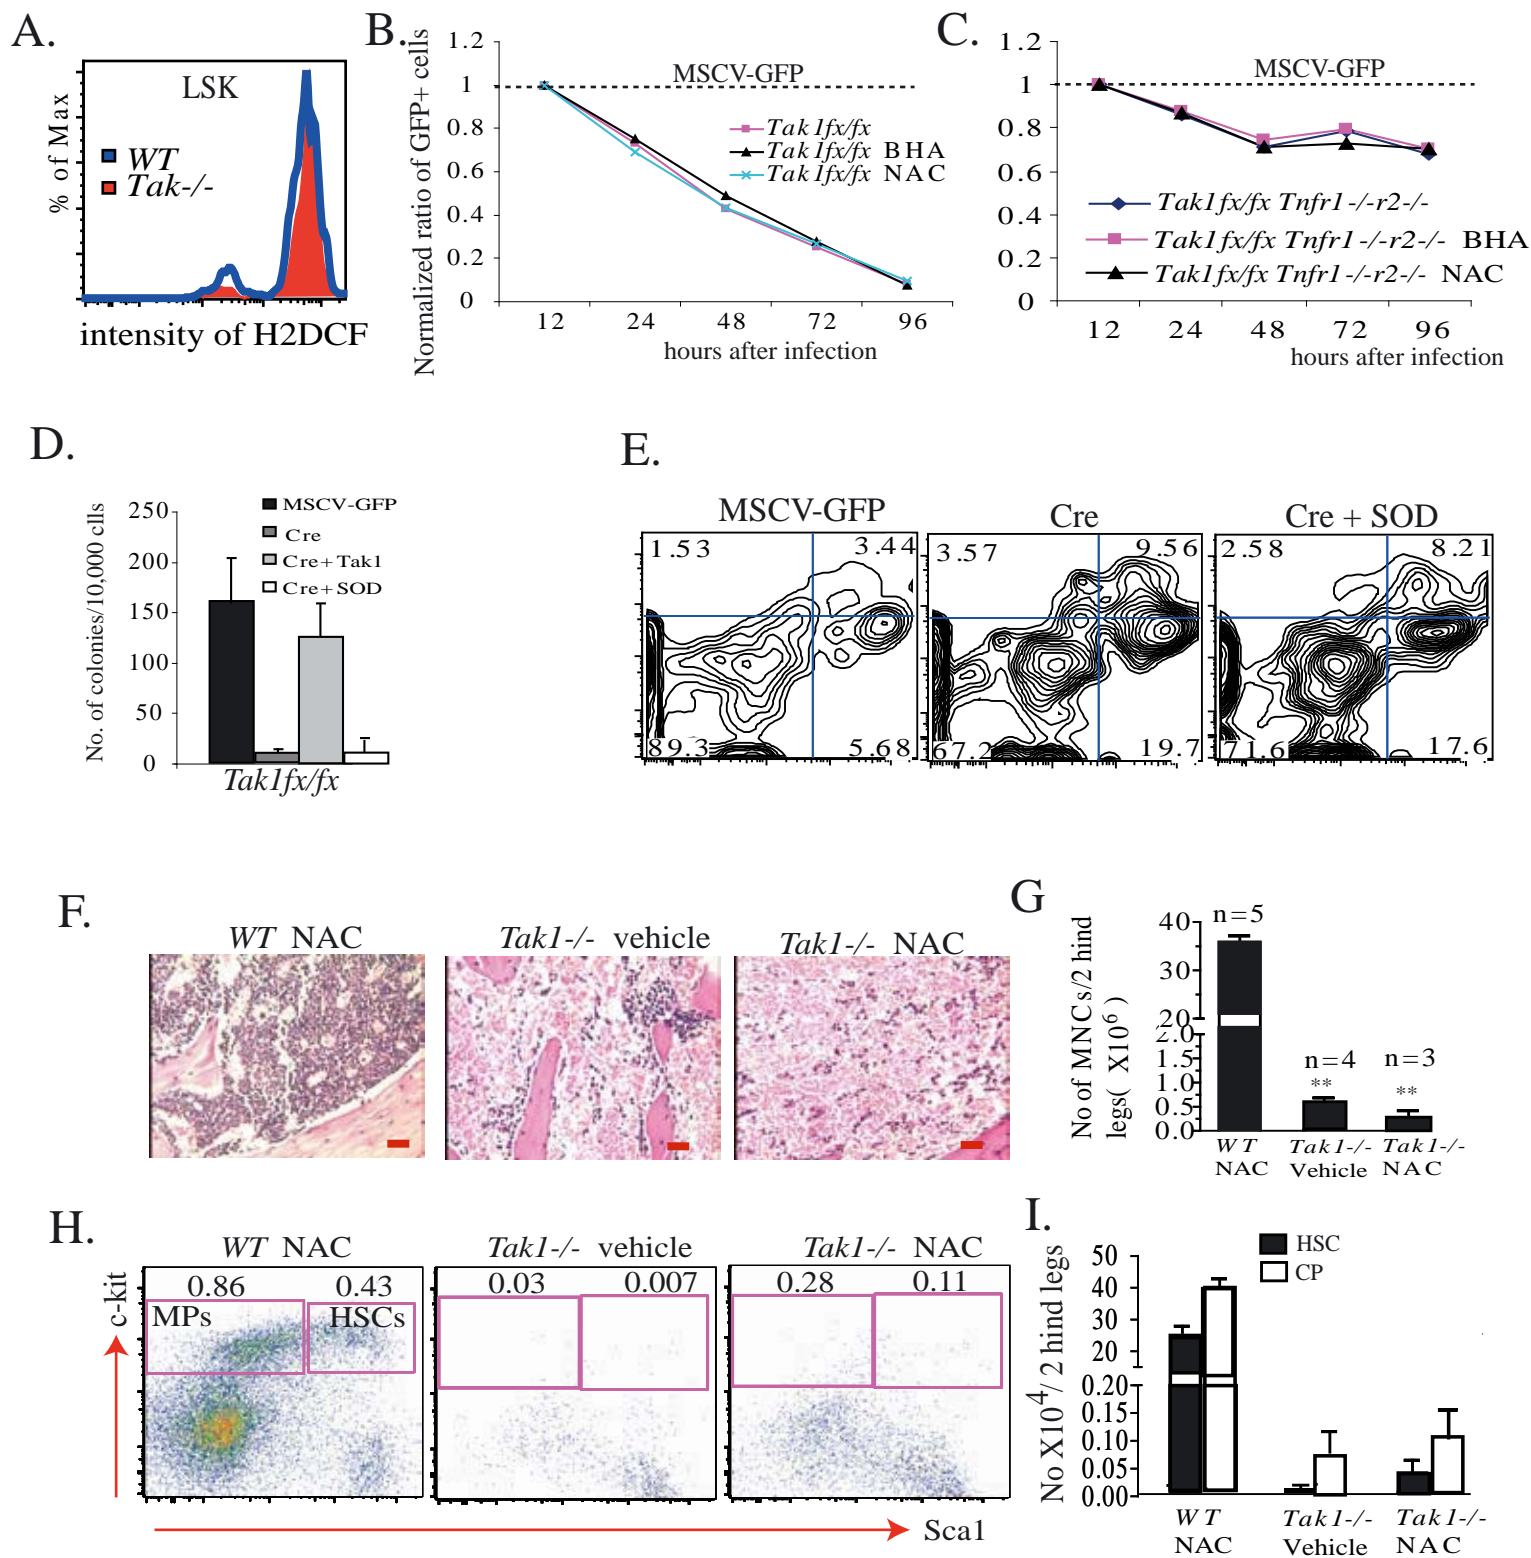 A.
LSK
% of Max
WT
Tak-/-
intensity of H2DCF
B.
Normalized ratio of GFP+ cells
1.2
1
0.8
0.6
0.4
0.2
0
MSCV-GFP
Tak1fx/fx
Tak1fx/fx BHA
Tak1fx/fx NAC
12 24 48 72 96
hours after infection
C.
1.2
1
0.8
0.6
0.4
0.2
0
MSCV-GFP
Tak1fx/fx Tnfr1-/-r2-/-
Tak1fx/fx Tnfr1-/-r2-/- BHA
Tak1fx/fx Tnfr1-/-r2-/- NAC
12 24 48 72 96
hours after infection
D.
No. of colonies/10,000 clls
250
200
150
100
50
0
MSCV-GFP
Cre
Cre+Tak1
Cre+SOD
Tak1fx/fx
E.
MSCV-GFP
1.53 3.44
89.3 5.68
Cre
3.57 9.56
67.2 19.7
Cre + SOD
2.58 8.21
71.6 17.6
F.
WT NAC
Tak1-/- vehicle
Tak1-/- NAC
G
No of MNCs/2 hind
legs( X10^6 )
40
30
20
2.0
1.5
1.0
0.5
0.0
n=5
n=4
**
n=3
**
WT
NAC
Tak1-/-
Vehicle
Tak1-/-
NAC
H.
c-kit
WT NAC
0.86 0.43
MPs HSCs
Tak1-/- vehicle
0.03 0.007
Tak1-/- NAC
0.28 0.11
Sca1
I.
No X10^4/ 2 hind legs
50
40
30
20
0.20
0.15
0.10
0.05
0.00
HSC
CP
WT
NAC
Tak1-/-
Vehicle
Tak1-/-
NAC